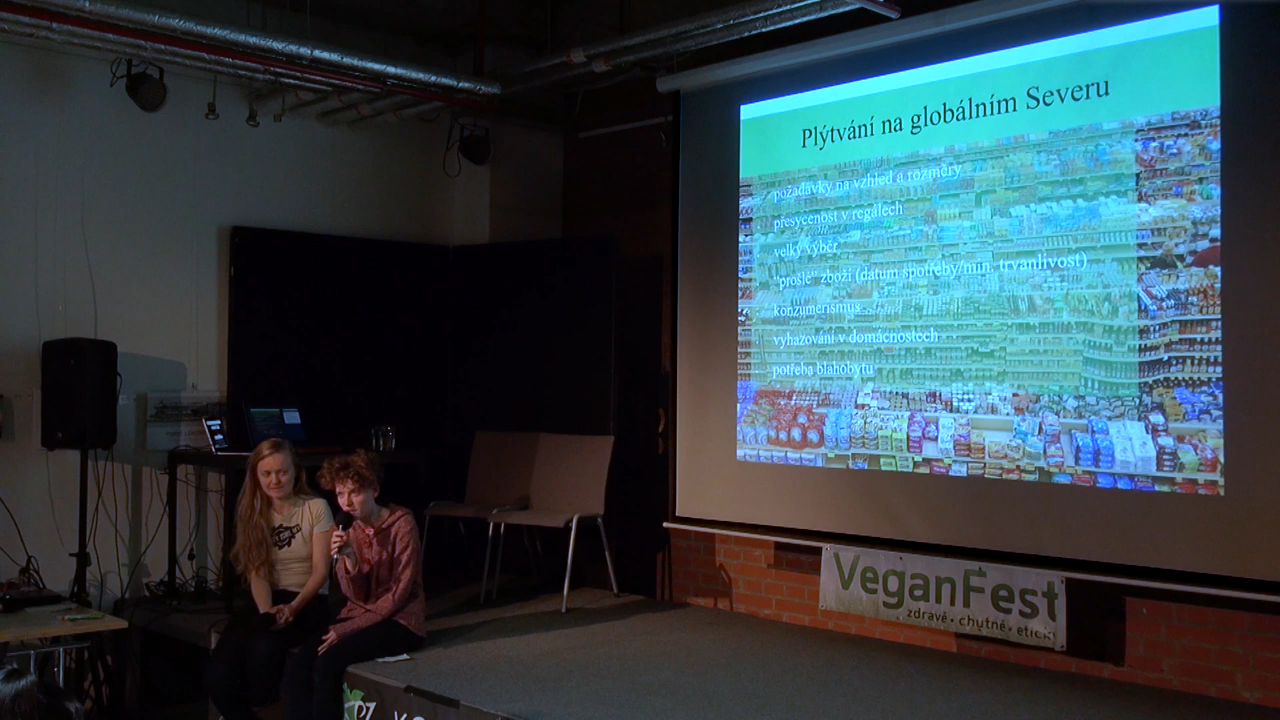 Plýtvání na globálním Severu
požadavky na vzhled a rozměry
přesycenost v regálech
velký výběr
"prošlé" zboží (datum spotřeby/min. trvanlivost)
konzumerismus
vyhazování v domácnostech
potřeba blahobytu
VeganFest
zdravě • chutně • eticky